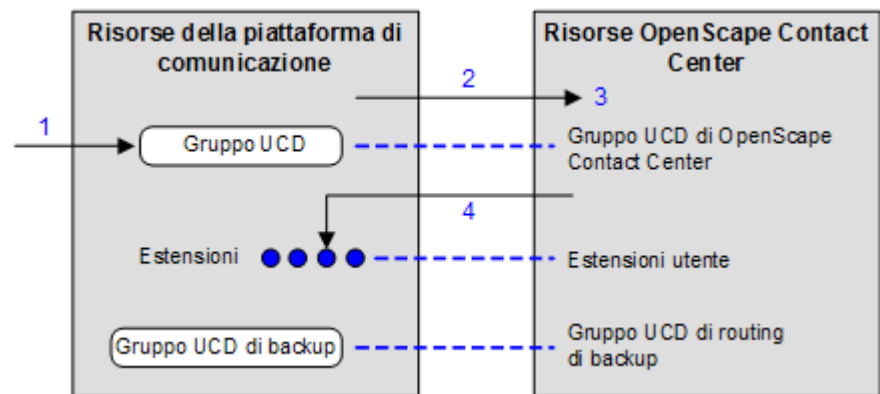 Risorse della piattaforma di
comunicazione
Risorse OpenScape Contact
Center
1
2
3
Gruppo UCD
Gruppo UCD di OpenScape
Contact Center
4
Estensioni
Estensioni utente
Gruppo UCD di backup
Gruppo UCD di routing
di backup